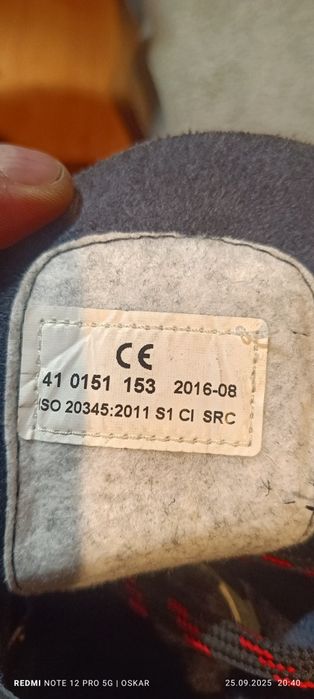 CE
41 0151 153 2016-08
ISO 20345:2011 S1 CI SRC
REDMI NOTE 12 PRO 5G | OSKAR
25.09.2025 20:40